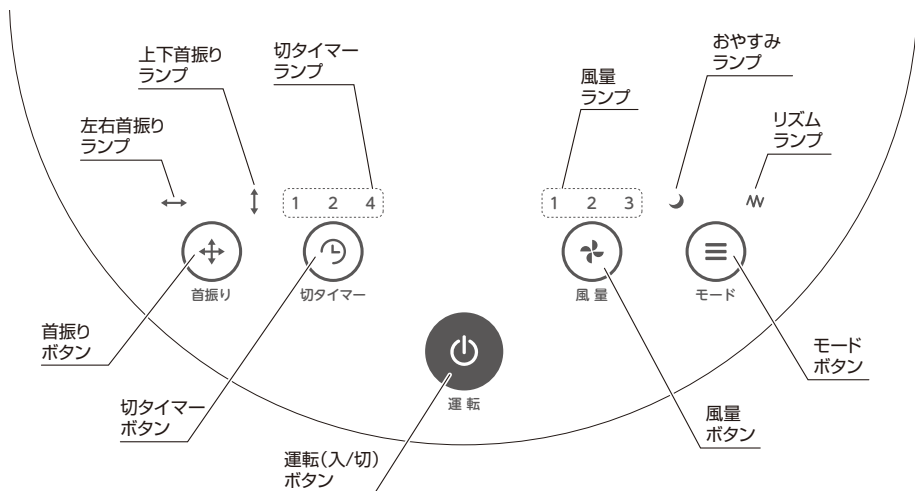 上下首振り
ランプ
切タイマー
ランプ
風量
ランプ
おやすみ
ランプ
左右首振り
ランプ
リズム
ランプ
1 2 4
1 2 3
首振り
切タイマー
風量
モード
首振り
ボタン
モード
ボタン
運転
切タイマー
ボタン
風量
ボタン
運転(入/切)
ボタン